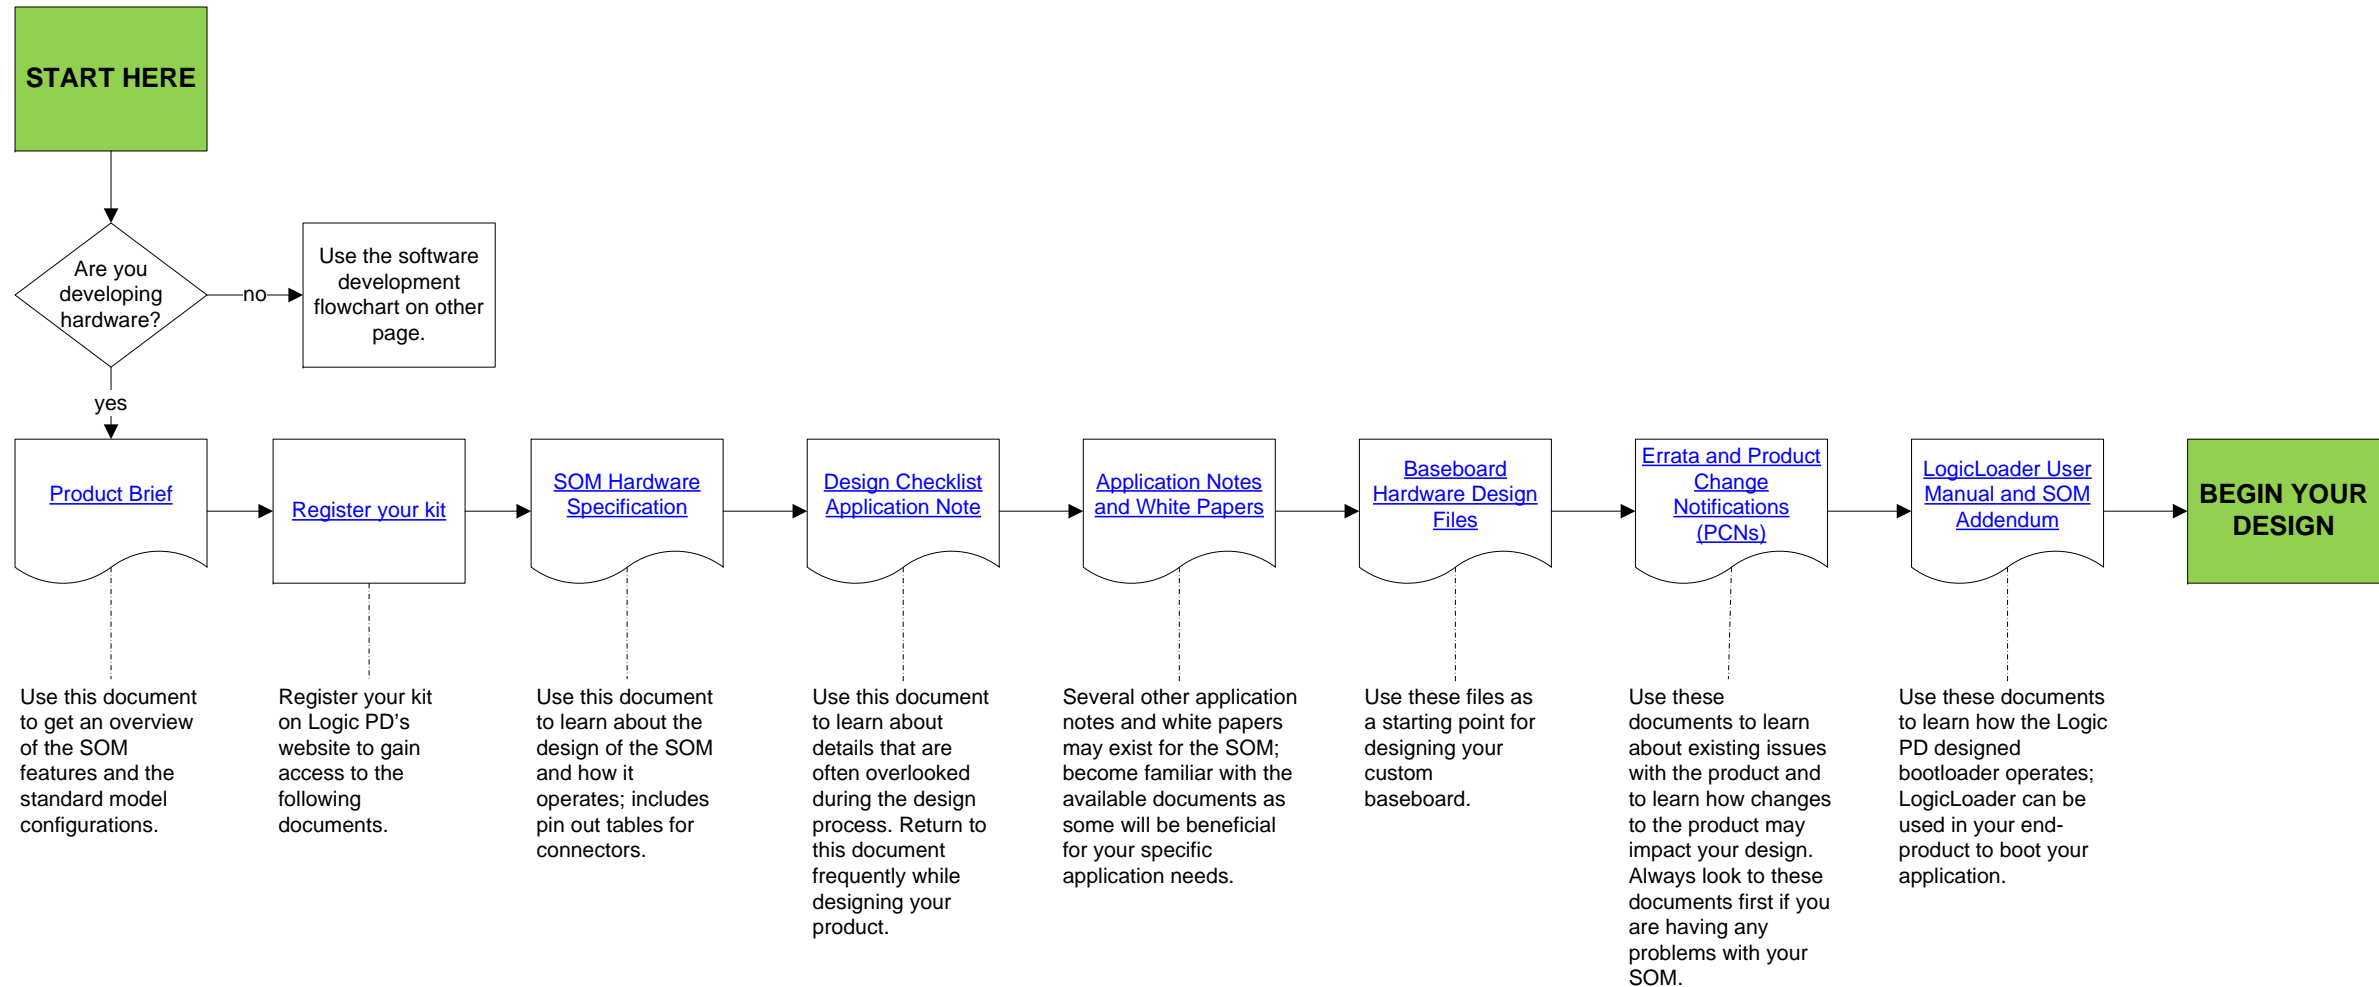 START HERE
Are you
developing
hardware?
no
Use the software
development
flowchart on other
page.
yes
Product Brief
Register your kit
SOM Hardware
Specification
Design Checklist
Application Note
Application Notes
and White Papers
Baseboard
Hardware Design
Files
Errata and Product
Change
Notifications
(PCNs)
LogicLoader User
Manual and SOM
Addendum
BEGIN YOUR
DESIGN
Use this document
to get an overview
of the SOM
features and the
standard model
configurations.
Register your kit
on Logic PD’s
website to gain
access to the
following
documents.
Use this document
to learn about the
design of the SOM
and how it
operates; includes
pin out tables for
connectors.
Use this document
to learn about
details that are
often overlooked
during the design
process. Return to
this document
frequently while
designing your
product.
Several other application
notes and white papers
may exist for the SOM;
become familiar with the
available documents as
some will be beneficial
for your specific
application needs.
Use these files as
a starting point for
designing your
custom
baseboard.
Use these
documents to learn
about existing issues
with the product and
to learn how changes
to the product may
impact your design.
Always look to these
documents first if you
are having any
problems with your
SOM.
Use these documents
to learn how the Logic
PD designed
bootloader operates;
LogicLoader can be
used in your end-
product to boot your
application.